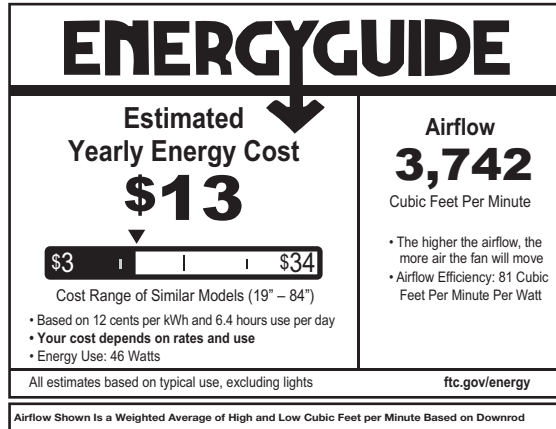 ENERGYGUIDE
Estimated
Yearly Energy Cost
$13
$3
$34
Cost Range of Similar Models (19” – 84”)
• Based on 12 cents per kWh and 6.4 hours use per day
• Your cost depends on rates and use
• Energy Use: 46 Watts
Airflow
3,742
Cubic Feet Per Minute
• The higher the airflow, the
more air the fan will move
• Airflow Efficiency: 81 Cubic
Feet Per Minute Per Watt
All estimates based on typical use, excluding lights
ftc.gov/energy
Airflow Shown Is a Weighted Average of High and Low Cubic Feet per Minute Based on Downrod